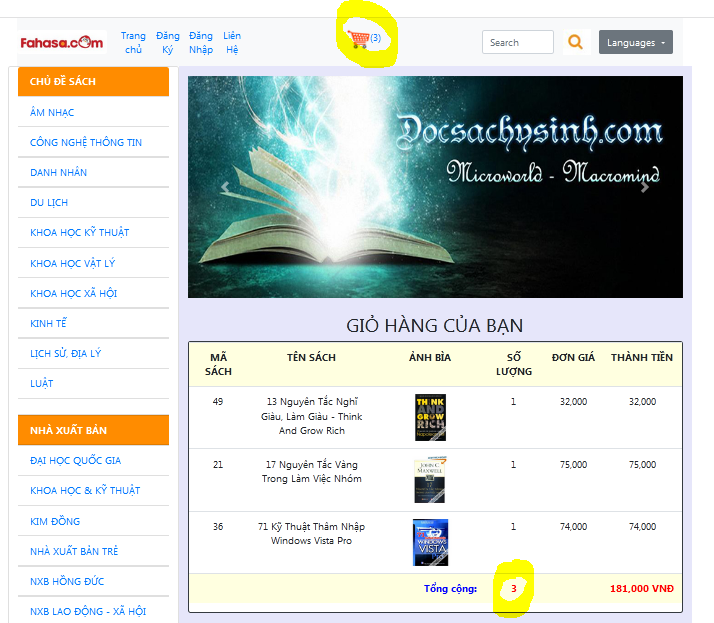 Fahasa.com
Trang chủ
Đăng Ký
Đăng Nhập
Liên Hệ
(3)
Search
Languages
CHỦ ĐỀ SÁCH
ÂM NHẠC
CÔNG NGHỆ THÔNG TIN
DANH NHÂN
DU LỊCH
KHOA HỌC KỸ THUẬT
KHOA HỌC VẬT LÝ
KHOA HỌC XÃ HỘI
KINH TẾ
LỊCH SỬ, ĐỊA LÝ
LUẬT
NHÀ XUẤT BẢN
ĐẠI HỌC QUỐC GIA
KHOA HỌC & KỸ THUẬT
KIM ĐỒNG
NHÀ XUẤT BẢN TRẺ
NXB HỒNG ĐỨC
NXB LAO ĐỘNG - XÃ HỘI
Docsachysinh.com
Microworld - Macromind
GIỎ HÀNG CỦA BẠN
MÃ SÁCH TÊN SÁCH ẢNH BÌA SỐ LƯỢNG ĐƠN GIÁ THÀNH TIỀN
49 13 Nguyên Tắc Nghĩ Giàu, Làm Giàu - Think And Grow Rich 1 32,000 32,000
THINK
AND
GROW
RICH
21 17 Nguyên Tắc Vàng Trong Làm Việc Nhóm 1 75,000 75,000
JOHN C.
MAXWELL
17
36 71 Kỹ Thuật Thâm Nhập Windows Vista Pro 1 74,000 74,000
WINDOWS
VISTA
Tổng cộng: 3 181,000 VNĐ